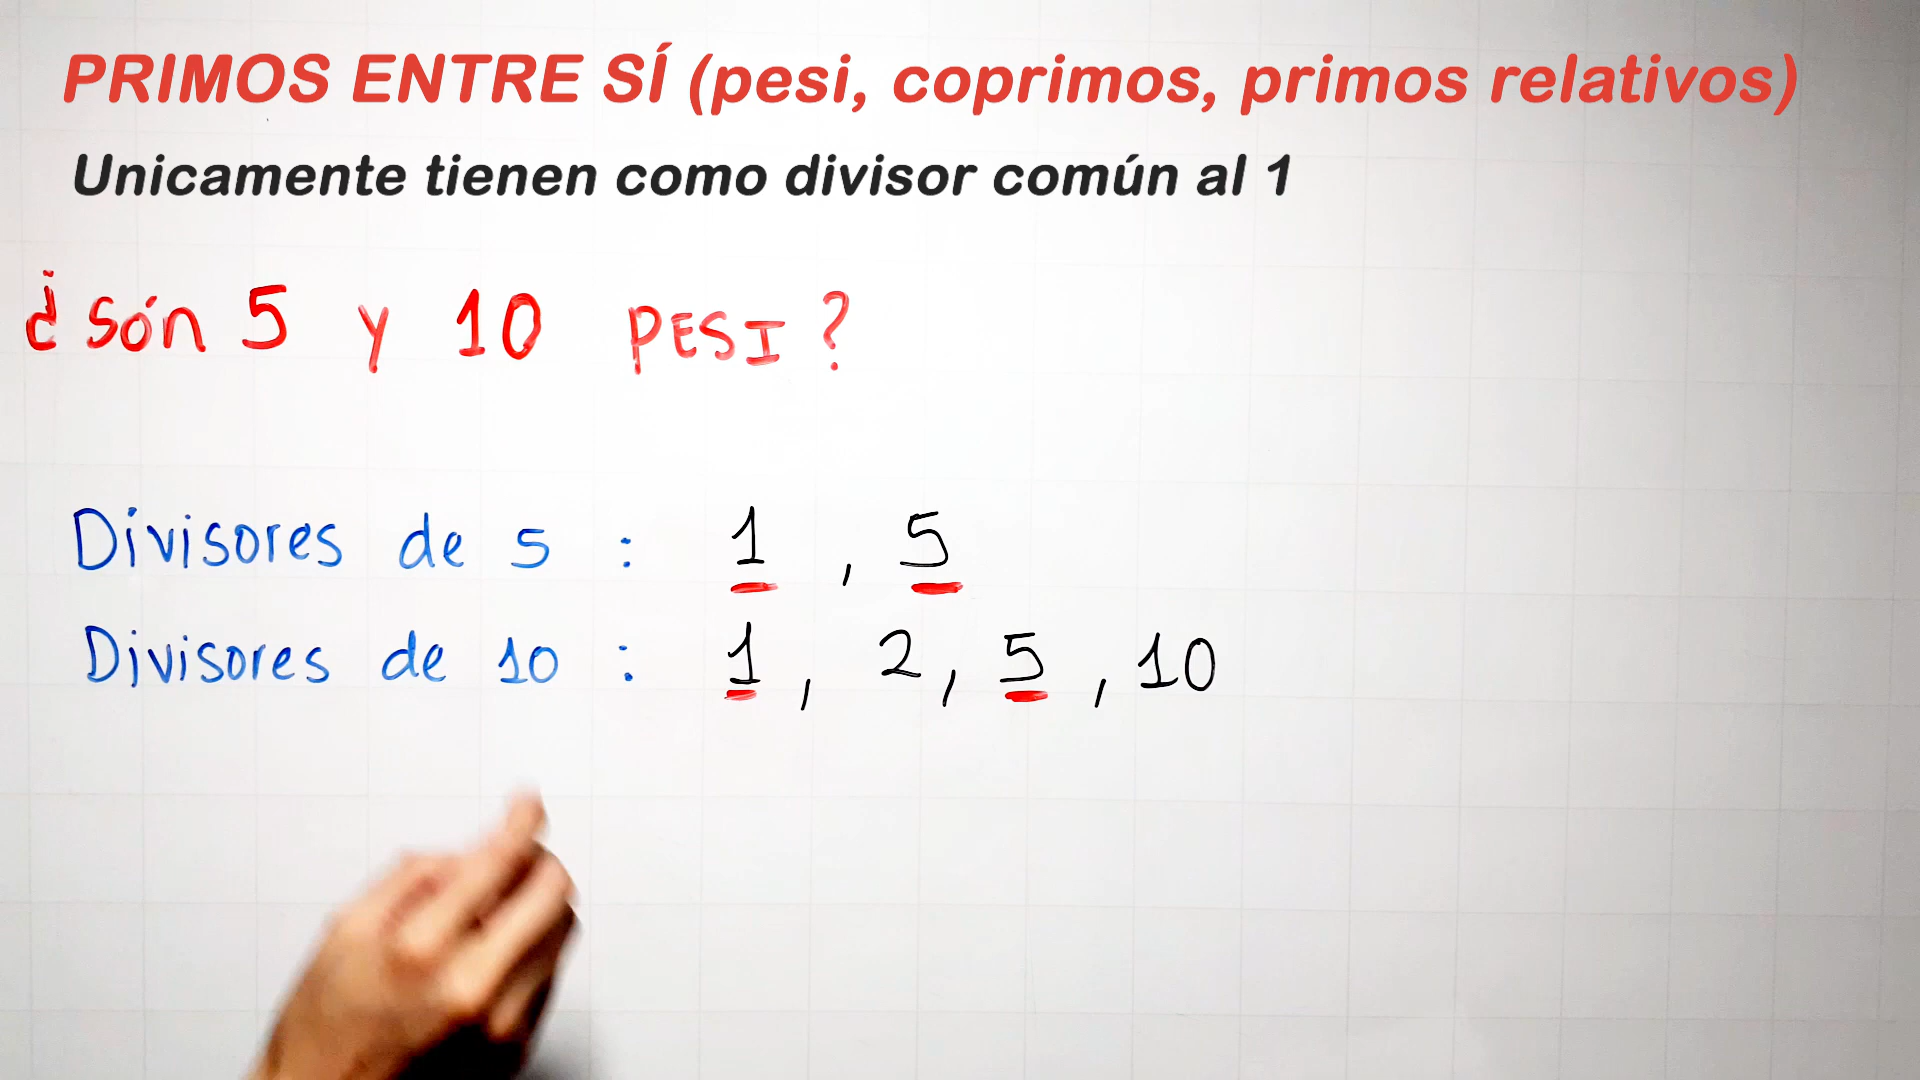 PRIMOS ENTRE SÍ (pesi, coprimos, primos relativos)
Unicamente tienen como divisor común al 1
¿ Són 5 y 10 PESI ?
Divisores de 5 : 1 , 5
Divisores de 10 : 1 , 2 , 5 , 10